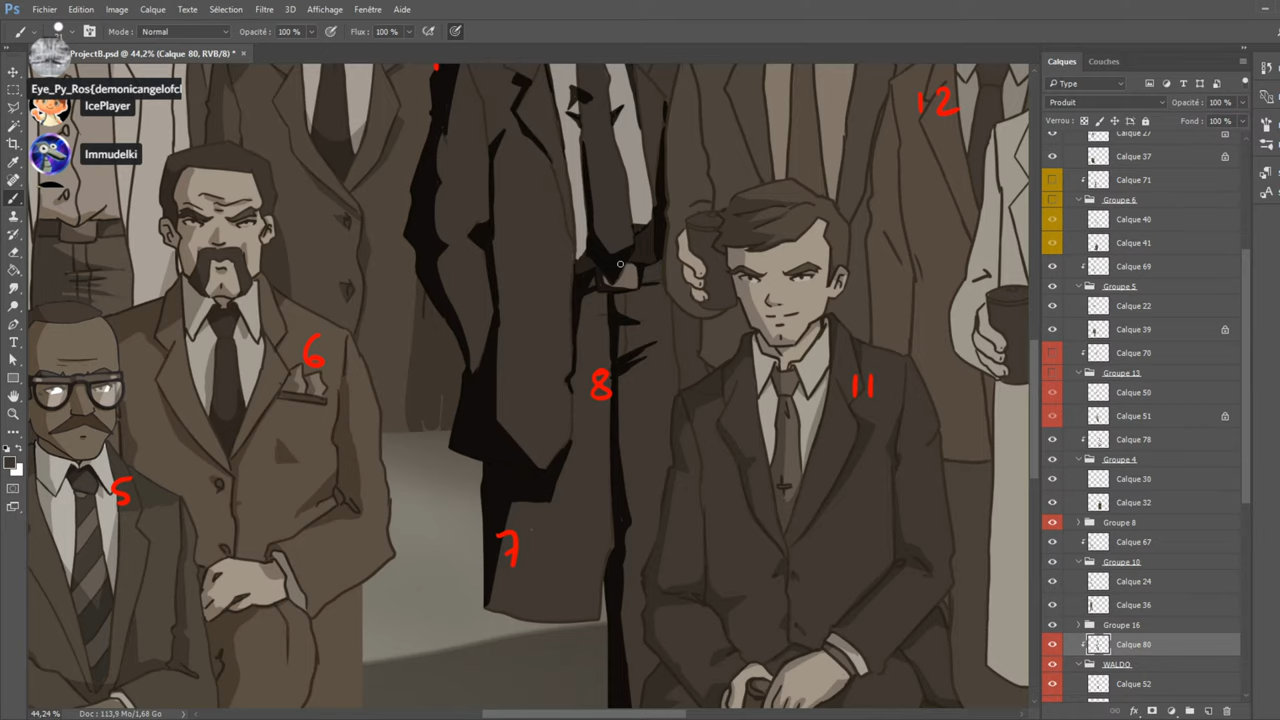 Ps Fichier Edition Image Calque Texte Sélection Filtre 3D Affichage Fenêtre Aide
Mode : Normal Opacité : 100 % Flux : 100 %
ProjectB.psd @ 44,2% (Calque 80, RVB/8) * ×
Eye_Py_Ros{demonicangelofcl
IcePlayer
Immudelki
5
6
7
8
11
12
44,24 % Doc : 113,9 Mo/1,68 Go
Calques Couches
Type
Produit Opacité : 100 %
Verrou : Fond : 100 %
Calque 27
Calque 37
Calque 71
Groupe 6
Calque 40
Calque 41
Calque 69
Groupe 5
Calque 22
Calque 39
Calque 70
Groupe 13
Calque 50
Calque 51
Calque 78
Groupe 4
Calque 30
Calque 32
Groupe 8
Calque 67
Groupe 10
Calque 24
Calque 36
Groupe 16
Calque 80
WALDO
Calque 52
fx